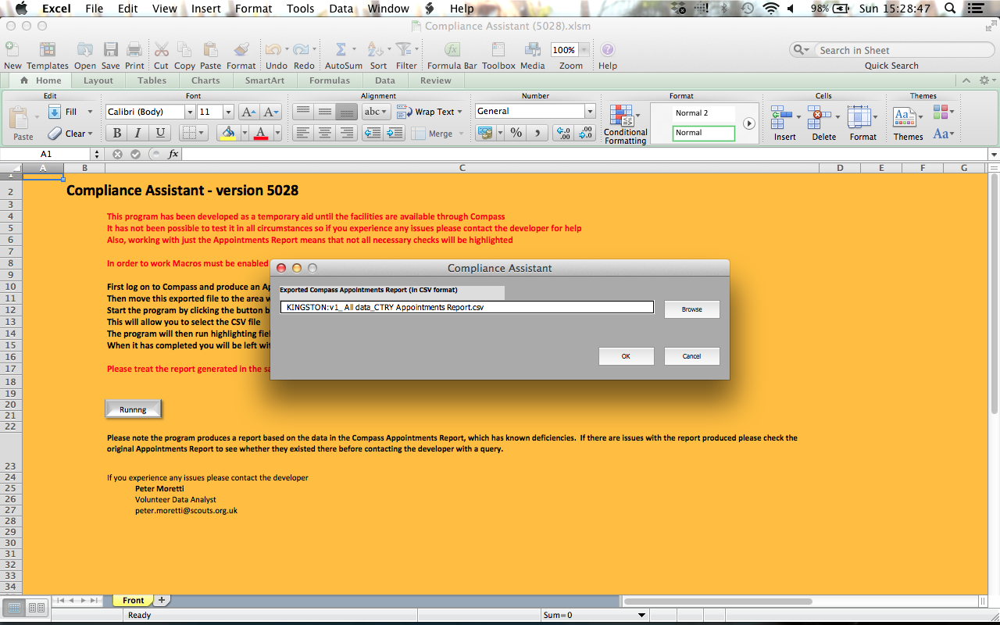 Excel File Edit View Insert Format Tools Data Window Help 98% Sun 15:28:47
Compliance Assistant (5028).xlsm
New Templates Open Save Print Cut Copy Paste Format Undo Redo AutoSum Sort Filter Formula Bar Toolbox Media 100% Zoom Help Search in Sheet Quick Search
Home Layout Tables Charts SmartArt Formulas Data Review
Edit Font Alignment Number Format Cells Themes
Paste Fill Clear Calibri (Body) 11 B I U abc Wrap Text Merge General % Conditional Formatting Normal 2 Normal Insert Delete Format Themes Aa
A1 fx
A B C D E F G
1
2 Compliance Assistant - version 5028
3
4 This program has been developed as a temporary aid until the facilities are available through Compass
5 It has not been possible to test it in all circumstances so if you experience any issues please contact the developer for help
6 Also, working with just the Appointments Report means that not all necessary checks will be highlighted
7
8 In order to work Macros must be enabled
9
10 First log on to Compass and produce an Ap
11 Then move this exported file to the area w
12 Start the program by clicking the button b
13 This will allow you to select the CSV file
14 The program will then run highlighting fiel
15 When it has completed you will be left wit
16
17 Please treat the report generated in the sa
18
19
20 Runnng
21
22
Please note the program produces a report based on the data in the Compass Appointments Report, which has known deficiencies. If there are issues with the report produced please check the
original Appointments Report to see whether they existed there before contacting the developer with a query.
23
24 If you experience any issues please contact the developer
25 Peter Moretti
26 Volunteer Data Analyst
27 peter.moretti@scouts.org.uk
28
29
30
31
32
33
34
Compliance Assistant
Exported Compass Appointments Report (in CSV format)
KINGSTON:v1_ All data_CTRY Appointments Report.csv
Browse
OK Cancel
Front
Ready Sum=0